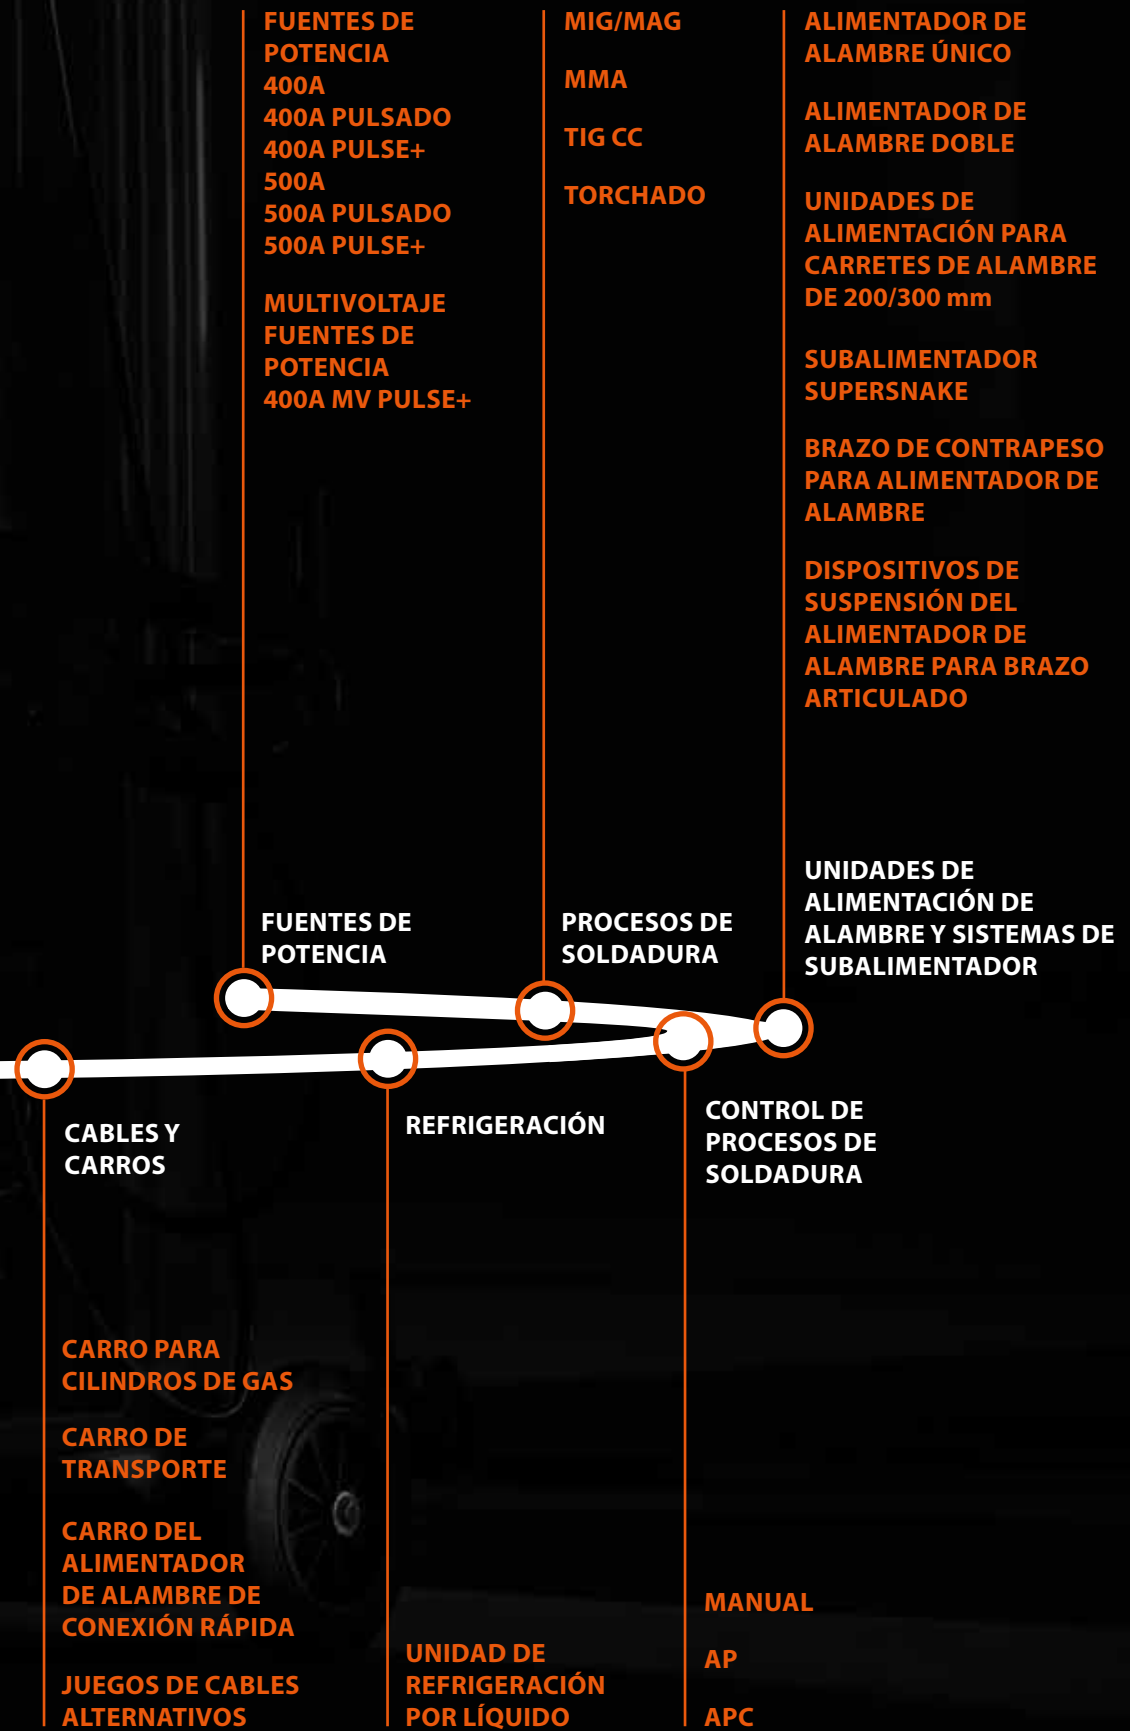 FUENTES DE
POTENCIA
400A
400A PULSADO
400A PULSE+
500A
500A PULSADO
500A PULSE+
MULTIVOLTAJE
FUENTES DE
POTENCIA
400A MV PULSE+
MIG/MAG
MMA
TIG CC
TORCHADO
ALIMENTADOR DE
ALAMBRE ÚNICO
ALIMENTADOR DE
ALAMBRE DOBLE
UNIDADES DE
ALIMENTACIÓN PARA
CARRETES DE ALAMBRE
DE 200/300 mm
SUBALIMENTADOR
SUPERSNAKE
BRAZO DE CONTRAPESO
PARA ALIMENTADOR DE
ALAMBRE
DISPOSITIVOS DE
SUSPENSIÓN DEL
ALIMENTADOR DE
ALAMBRE PARA BRAZO
ARTICULADO
FUENTES DE
POTENCIA
PROCESOS DE
SOLDADURA
UNIDADES DE
ALIMENTACIÓN DE
ALAMBRE Y SISTEMAS DE
SUBALIMENTADOR
CABLES Y
CARROS
REFRIGERACIÓN
CONTROL DE
PROCESOS DE
SOLDADURA
CARRO PARA
CILINDROS DE GAS
CARRO DE
TRANSPORTE
CARRO DEL
ALIMENTADOR
DE ALAMBRE DE
CONEXIÓN RÁPIDA
JUEGOS DE CABLES
ALTERNATIVOS
UNIDAD DE
REFRIGERACIÓN
POR LÍQUIDO
MANUAL
AP
APC